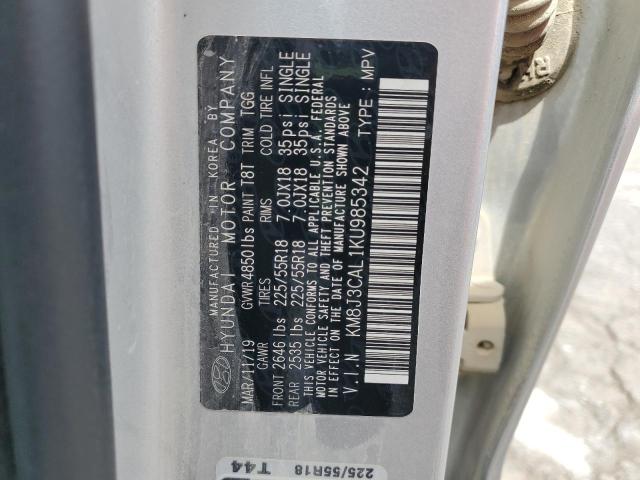 MANUFACTURED IN KOREA BY
HYUNDAI MOTOR COMPANY
MAR/11/19 GVWR 4850 lbs PAINT T8T TRIM TGG
GAWR TIRES RIMS COLD TIRE INFL
FRONT 2646 lbs 225/55R18 7.0JX18 35psi SINGLE
REAR 2535 lbs 225/55R18 7.0JX18 35psi SINGLE
THIS VEHICLE CONFORMS TO ALL APPLICABLE U.S.A. FEDERAL
MOTOR VEHICLE SAFETY AND THEFT PREVENTION STANDARDS
IN EFFECT ON THE DATE OF MANUFACTURE SHOWN ABOVE
V.I.N KM8J3CAL1KU985342 TYPE : MPV
225/55R18
T44